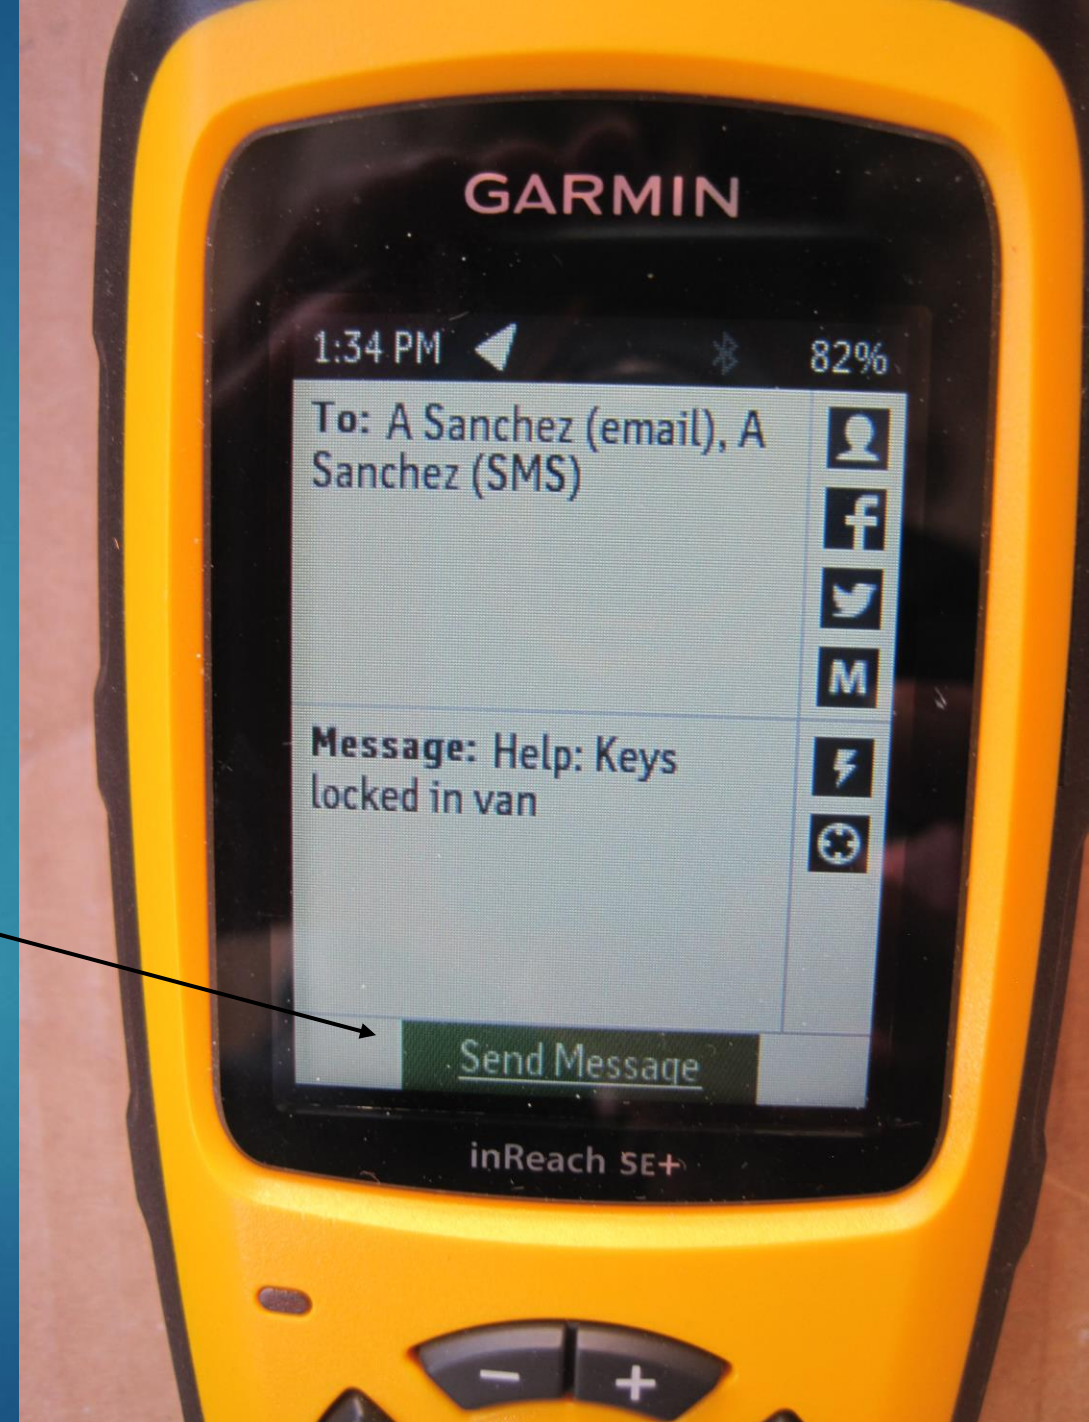 GARMIN
1:34 PM 82%
To: A Sanchez (email), A
Sanchez (SMS)
f
M
Message: Help: Keys
locked in van
Send Message
inReach SE+
- +